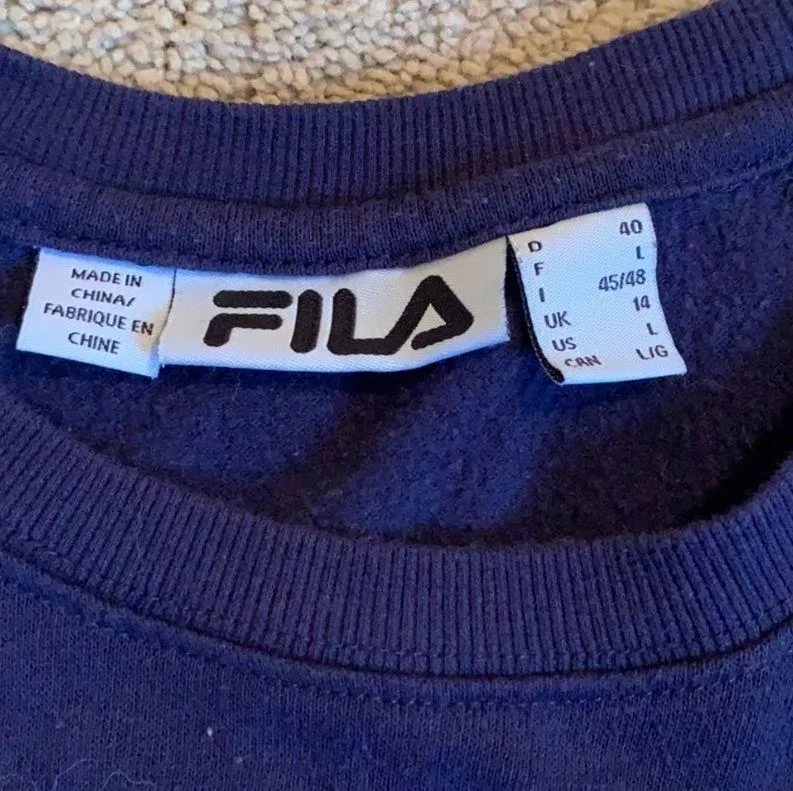 MADE IN
CHINA/
FABRIQUE EN
CHINE
FILA
D 40
F L
I 45/48
UK 14
US L
CAN L/G